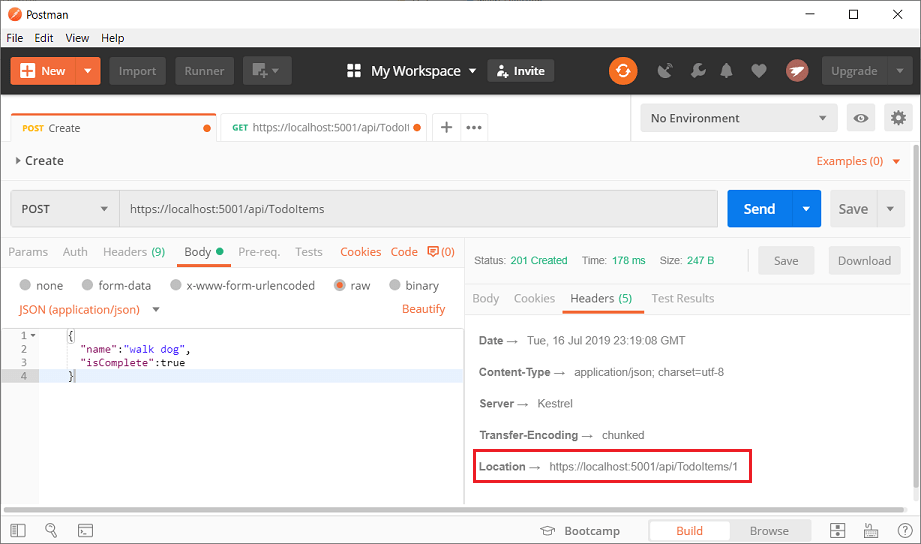 Postman
File Edit View Help
New Import Runner My Workspace Invite Upgrade
POST Create GET https://localhost:5001/api/TodoIt No Environment
Create Examples (0)
POST https://localhost:5001/api/TodoItems Send Save
Params Auth Headers (9) Body Pre-req. Tests Cookies Code (0)
Status: 201 Created Time: 178 ms Size: 247 B Save Download
none form-data x-www-form-urlencoded raw binary
JSON (application/json) Beautify
1 {
2 "name":"walk dog",
3 "isComplete":true
4 }
Body Cookies Headers (5) Test Results
Date → Tue, 16 Jul 2019 23:19:08 GMT
Content-Type → application/json; charset=utf-8
Server → Kestrel
Transfer-Encoding → chunked
Location → https://localhost:5001/api/TodoItems/1
Bootcamp Build Browse